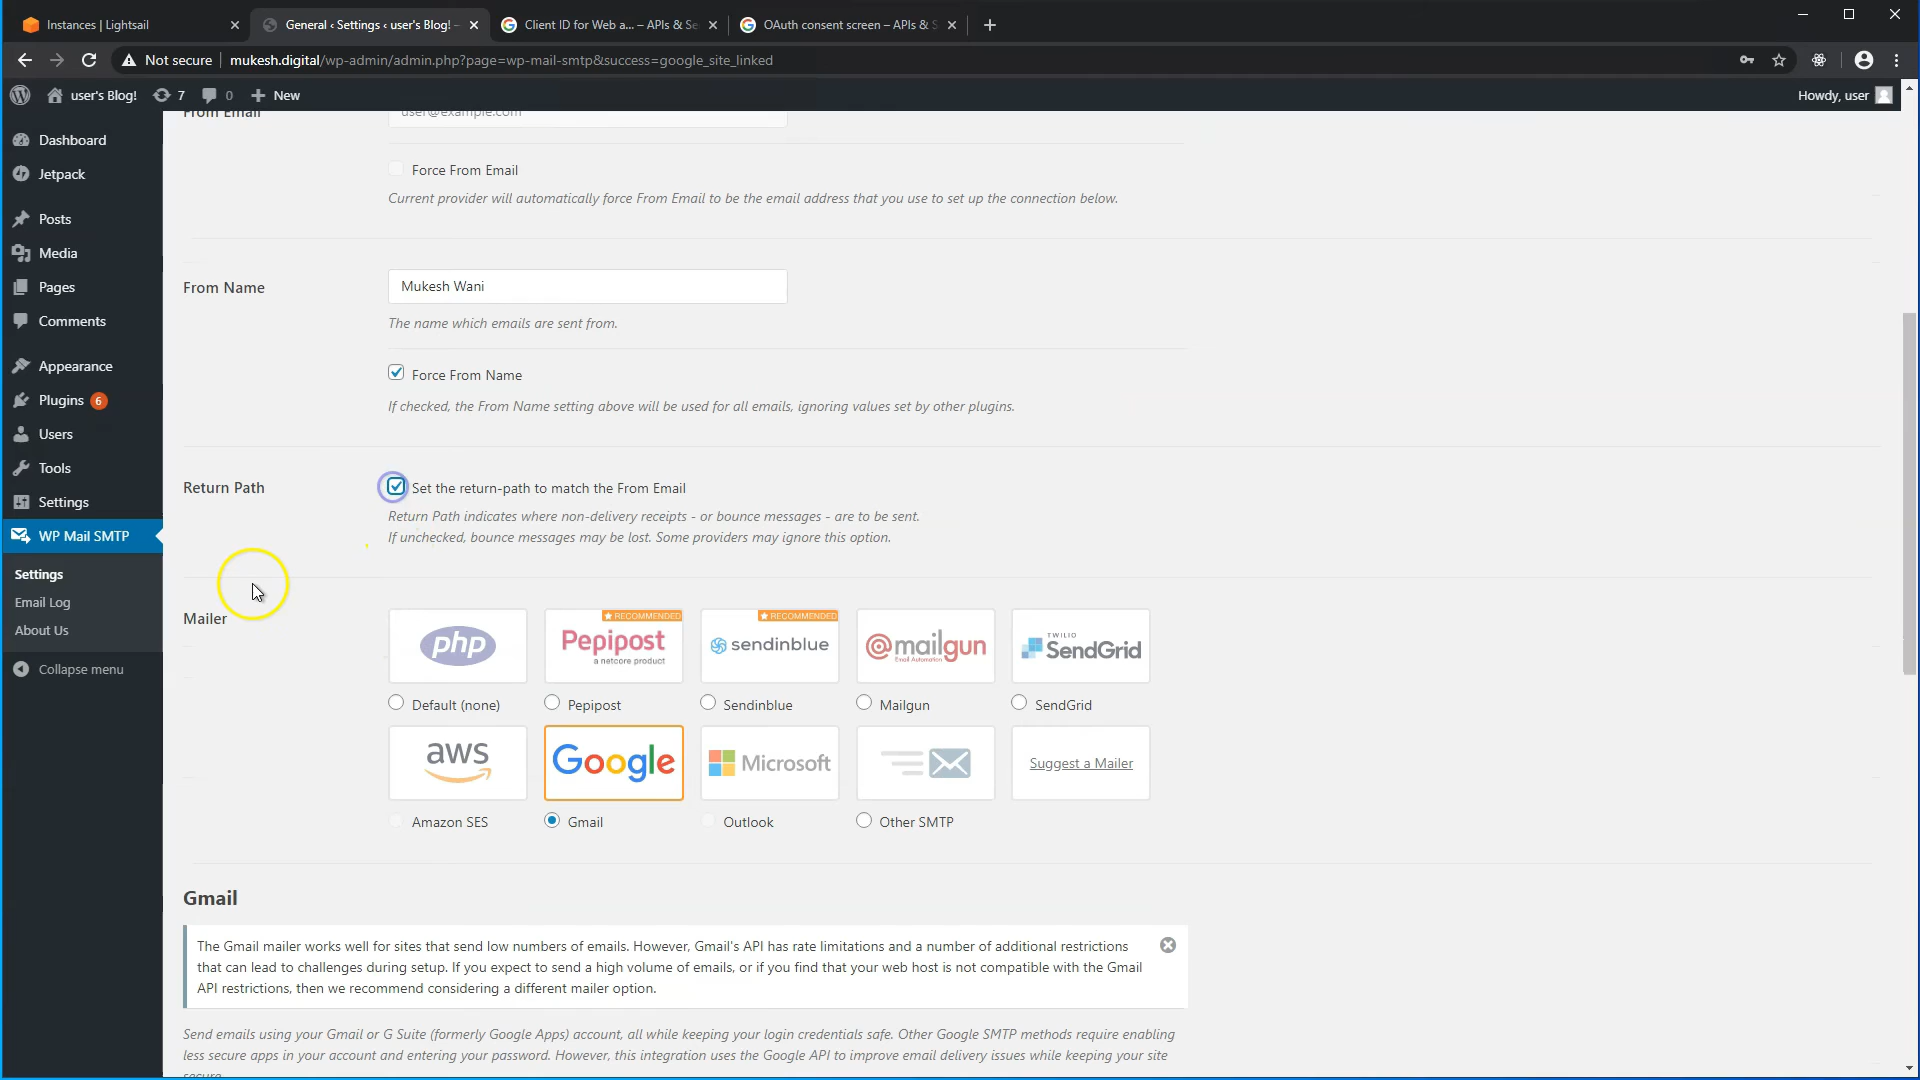 Instances | Lightsail
General ‹ Settings ‹ user's Blog! –
Client ID for Web a... – APIs & Se
OAuth consent screen – APIs & S
Not secure
mukesh.digital/wp-admin/admin.php?page=wp-mail-smtp&success=google_site_linked
user's Blog!
7
0
New
Howdy, user
Dashboard
Jetpack
Posts
Media
Pages
Comments
Appearance
Plugins 6
Users
Tools
Settings
WP Mail SMTP
Settings
Email Log
About Us
Collapse menu
From Email
user@example.com
Force From Email
Current provider will automatically force From Email to be the email address that you use to set up the connection below.
From Name
Mukesh Wani
The name which emails are sent from.
Force From Name
If checked, the From Name setting above will be used for all emails, ignoring values set by other plugins.
Return Path
Set the return-path to match the From Email
Return Path indicates where non-delivery receipts - or bounce messages - are to be sent.
If unchecked, bounce messages may be lost. Some providers may ignore this option.
Mailer
php
RECOMMENDED
Pepipost
a netcore product
RECOMMENDED
sendinblue
mailgun
Email Automation
TWILIO
SendGrid
Default (none)
Pepipost
Sendinblue
Mailgun
SendGrid
aws
Google
Microsoft
Suggest a Mailer
Amazon SES
Gmail
Outlook
Other SMTP
Gmail
The Gmail mailer works well for sites that send low numbers of emails. However, Gmail's API has rate limitations and a number of additional restrictions
that can lead to challenges during setup. If you expect to send a high volume of emails, or if you find that your web host is not compatible with the Gmail
API restrictions, then we recommend considering a different mailer option.
Send emails using your Gmail or G Suite (formerly Google Apps) account, all while keeping your login credentials safe. Other Google SMTP methods require enabling
less secure apps in your account and entering your password. However, this integration uses the Google API to improve email delivery issues while keeping your site
secure.